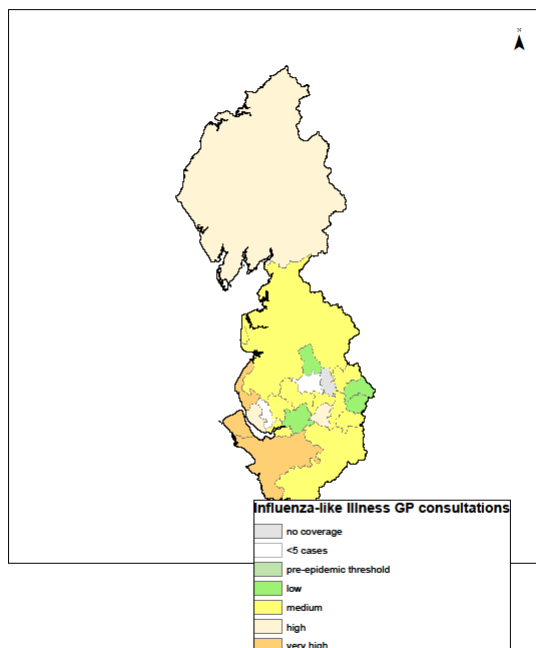 N
Influenza-like Illness GP consultations
no coverage
<5 cases
pre-epidemic threshold
low
medium
high
very high